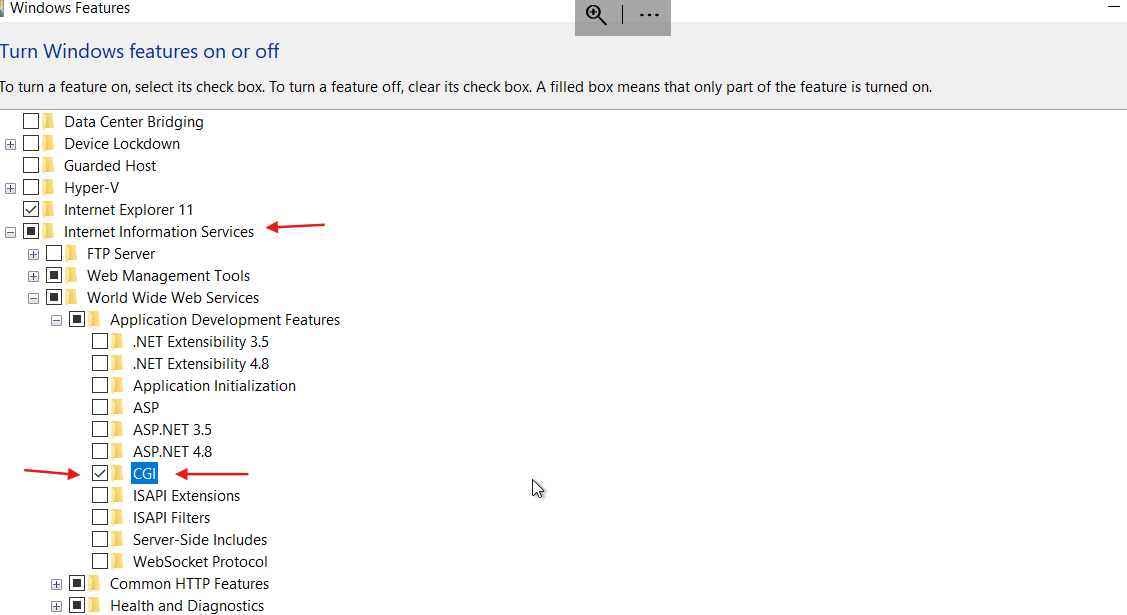 Windows Features
Turn Windows features on or off
To turn a feature on, select its check box. To turn a feature off, clear its check box. A filled box means that only part of the feature is turned on.
Data Center Bridging
Device Lockdown
Guarded Host
Hyper-V
Internet Explorer 11
Internet Information Services
FTP Server
Web Management Tools
World Wide Web Services
Application Development Features
.NET Extensibility 3.5
.NET Extensibility 4.8
Application Initialization
ASP
ASP.NET 3.5
ASP.NET 4.8
CGI
ISAPI Extensions
ISAPI Filters
Server-Side Includes
WebSocket Protocol
Common HTTP Features
Health and Diagnostics